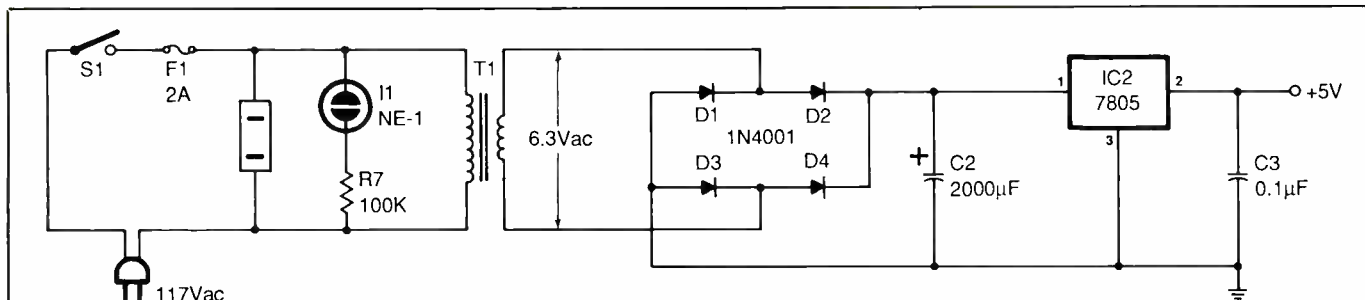 S1
F1
2A
I1
NE-1
R7
100K
T1
6.3Vac
117Vac
D1
D2
1N4001
D3
D4
+
C2
2000μF
1
IC2
7805
2
3
C3
0.1μF
+5V